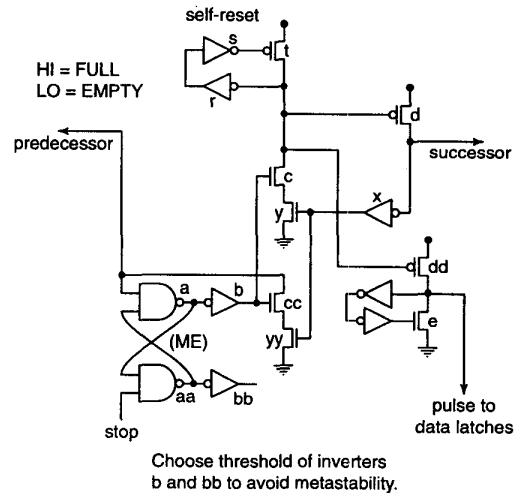 self-reset
s
t
HI = FULL
LO = EMPTY
r
d
predecessor
successor
c
x
y
dd
a
b
cc
e
(ME)
yy
aa
bb
stop
pulse to
data latches
Choose threshold of inverters
b and bb to avoid metastability.